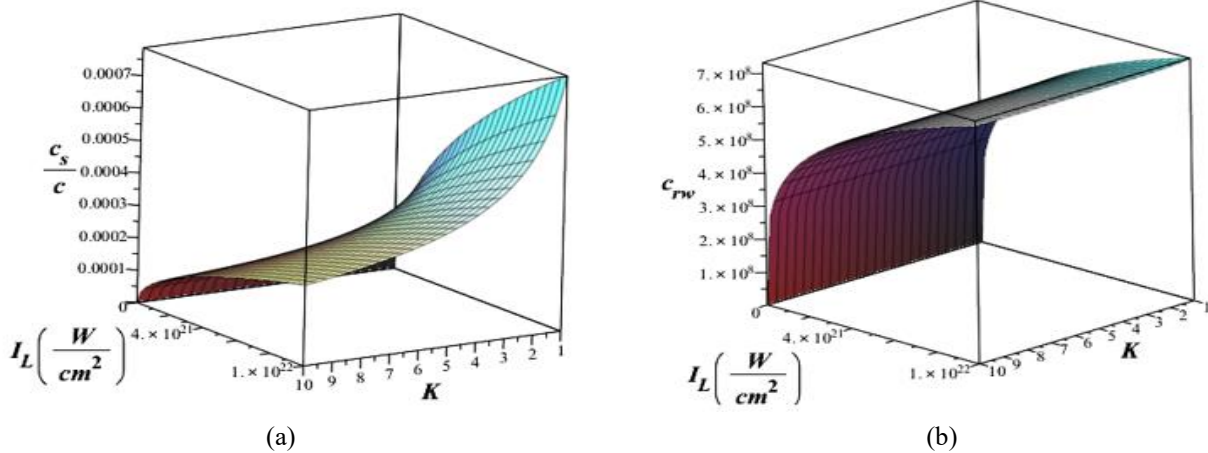 0.0007
0.0006
0.0005
0.0004
0.0003
0.0002
0.0001
0
c_s
c
I_L ( W
cm^2 )
4. × 10^21
1. × 10^22
10 9 8 7 6 5 4 3 2 1
K
(a)
7. × 10^8
6. × 10^8
5. × 10^8
4. × 10^8
3. × 10^8
2. × 10^8
1. × 10^8
0
c_rw
I_L ( W
cm^2 )
4. × 10^21
1. × 10^22
10 9 8 7 6 5 4 3 2 1
K
(b)